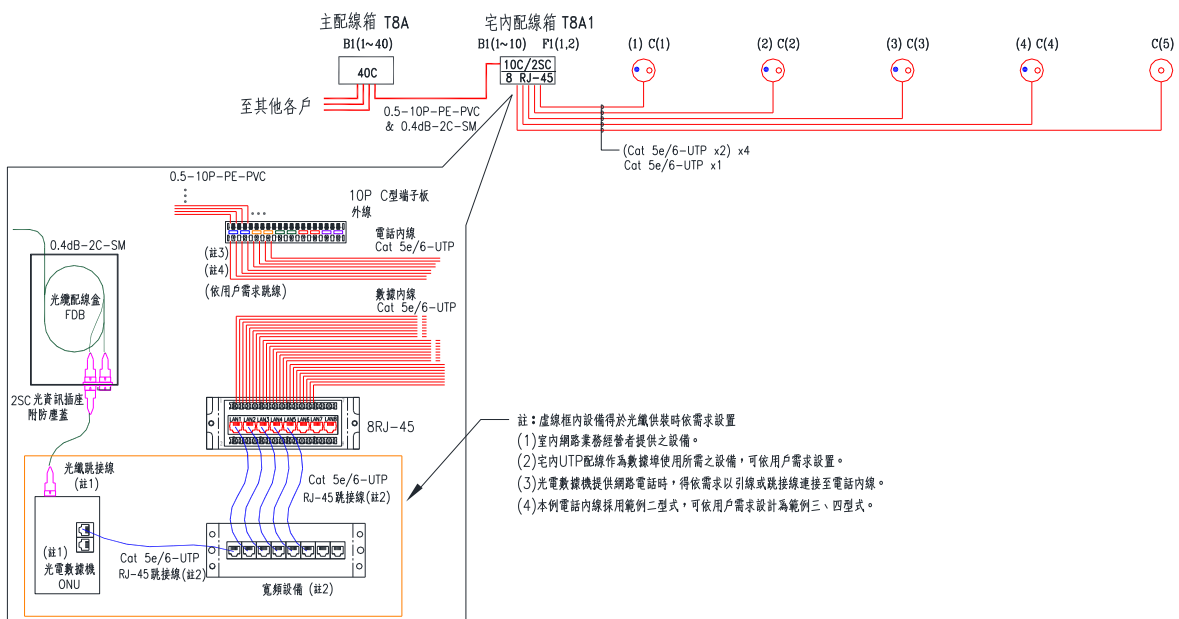 主配線箱 T8A
宅內配線箱 T8A1
B1(1~40)
B1(1~10) F1(1,2)
(1) C(1)
(2) C(2)
(3) C(3)
(4) C(4)
C(5)
40C
10C/2SC
8 RJ-45
至其他各戶
0.5-10P-PE-PVC
& 0.4dB-2C-SM
(Cat 5e/6-UTP x2) x4
Cat 5e/6-UTP x1
0.5-10P-PE-PVC
10P C型端子板
外線
0.4dB-2C-SM
(註3)
(註4)
(依用戶需求跳線)
電話內線
Cat 5e/6-UTP
數據內線
Cat 5e/6-UTP
光纜配線盒
FDB
2SC光資訊插座
附防塵蓋
LAN1 LAN2 LAN3 LAN4 LAN5 LAN6 LAN7 LAN8
8RJ-45
光纖跳接線
(註1)
Cat 5e/6-UTP
RJ-45跳接線(註2)
(註1)
光電數據機
ONU
Cat 5e/6-UTP
RJ-45跳接線(註2)
寬頻設備 (註2)
註：虛線框內設備得於光纖供裝時依需求設置
(1)室內網路業務經營者提供之設備。
(2)宅內UTP配線作為數據埠使用所需之設備，可依用戶需求設置。
(3)光電數據機提供網路電話時，得依需求以引線或跳接線連接至電話內線。
(4)本例電話內線採用範例二型式，可依用戶需求設計為範例三、四型式。